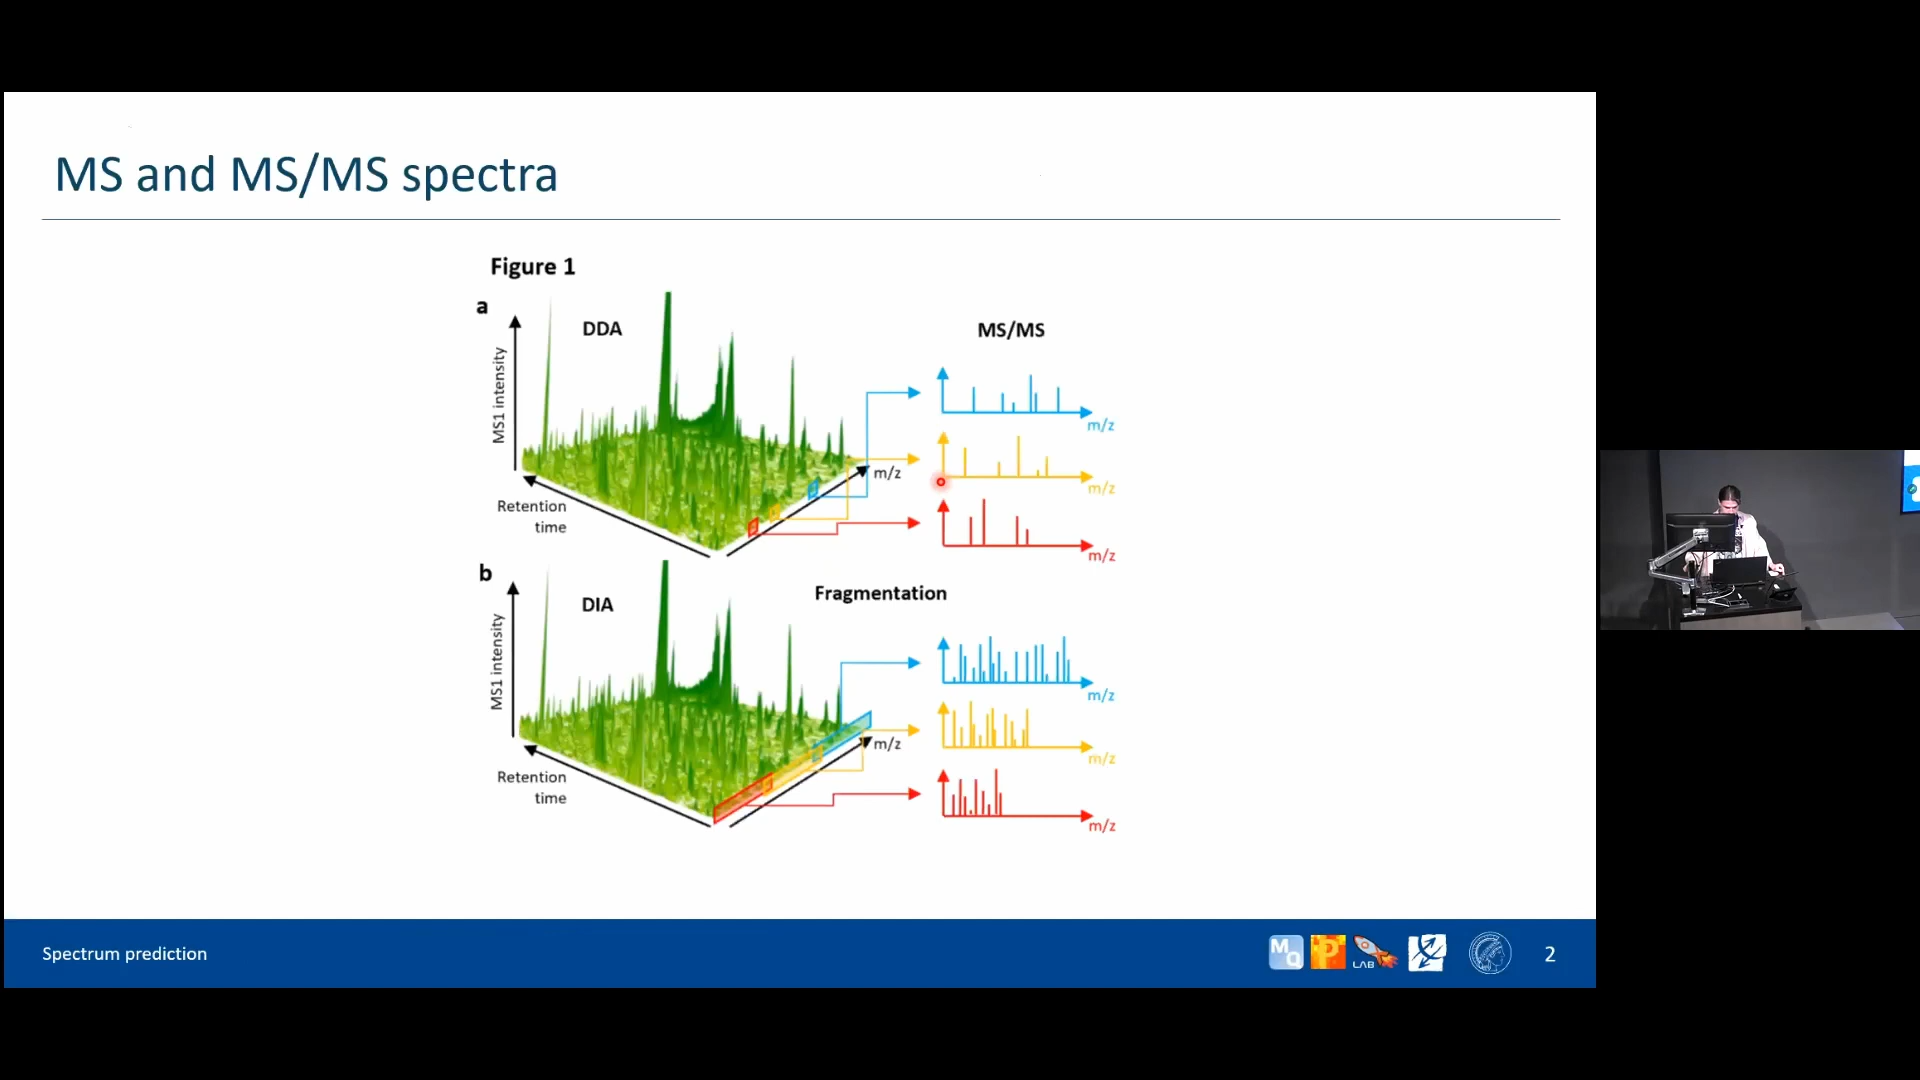 MS and MS/MS spectra
Figure 1
a
DDA
MS/MS
MS1 intensity
m/z
Retention
time
m/z
m/z
m/z
b
DIA
Fragmentation
MS1 intensity
m/z
Retention
time
m/z
m/z
m/z
Spectrum prediction
M
Q
P
LAB
2